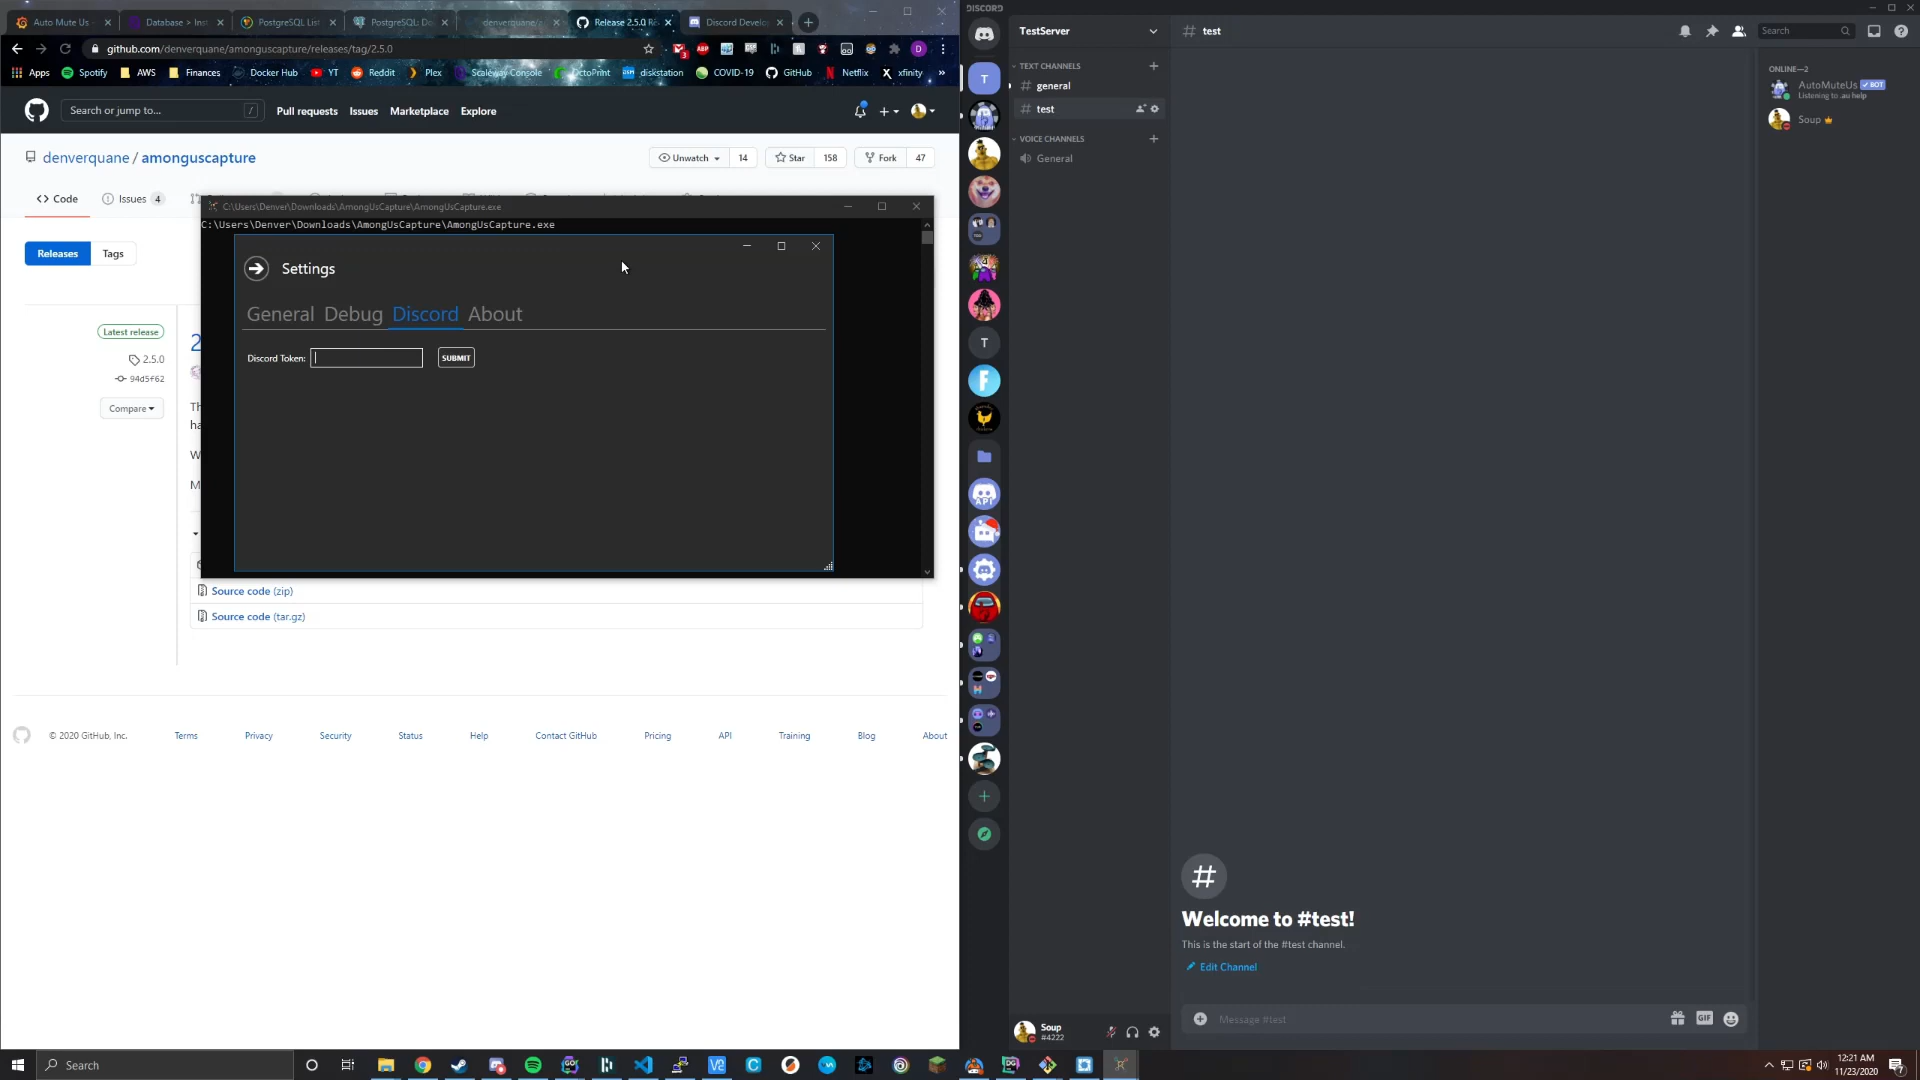 Auto Mute Us -
Database > Inst
PostgreSQL List
PostgreSQL: Do
denverquane/
Release 2.5.0 R
Discord Develo
github.com/denverquane/amonguscapture/releases/tag/2.5.0
Apps
Spotify
AWS
Finances
Docker Hub
YT
Reddit
Plex
Scaleway Console
OctoPrint
diskstation
COVID-19
GitHub
Netflix
xfinity
»
Search or jump to...
/
Pull requests
Issues
Marketplace
Explore
denverquane / amonguscapture
Unwatch
14
Star
158
Fork
47
Code
Issues 4
Releases
Tags
Latest release
2.5.0
94d5f62
Compare
2
Th
ha
W
M
C:\Users\Denver\Downloads\AmongUsCapture\AmongUsCapture.exe
C:\Users\Denver\Downloads\AmongUsCapture\AmongUsCapture.exe
Settings
General Debug Discord About
Discord Token:
SUBMIT
Source code (zip)
Source code (tar.gz)
© 2020 GitHub, Inc.
Terms
Privacy
Security
Status
Help
Contact GitHub
Pricing
API
Training
Blog
About
Search
DISCORD
T
T
API
TestServer
TEXT CHANNELS
# general
# test
VOICE CHANNELS
General
Soup
#4222
# test
Search
ONLINE—2
AutoMuteUs BOT
Listening to .au help
Soup
#
Welcome to #test!
This is the start of the #test channel.
Edit Channel
Message #test
GIF
12:21 AM
11/23/2020